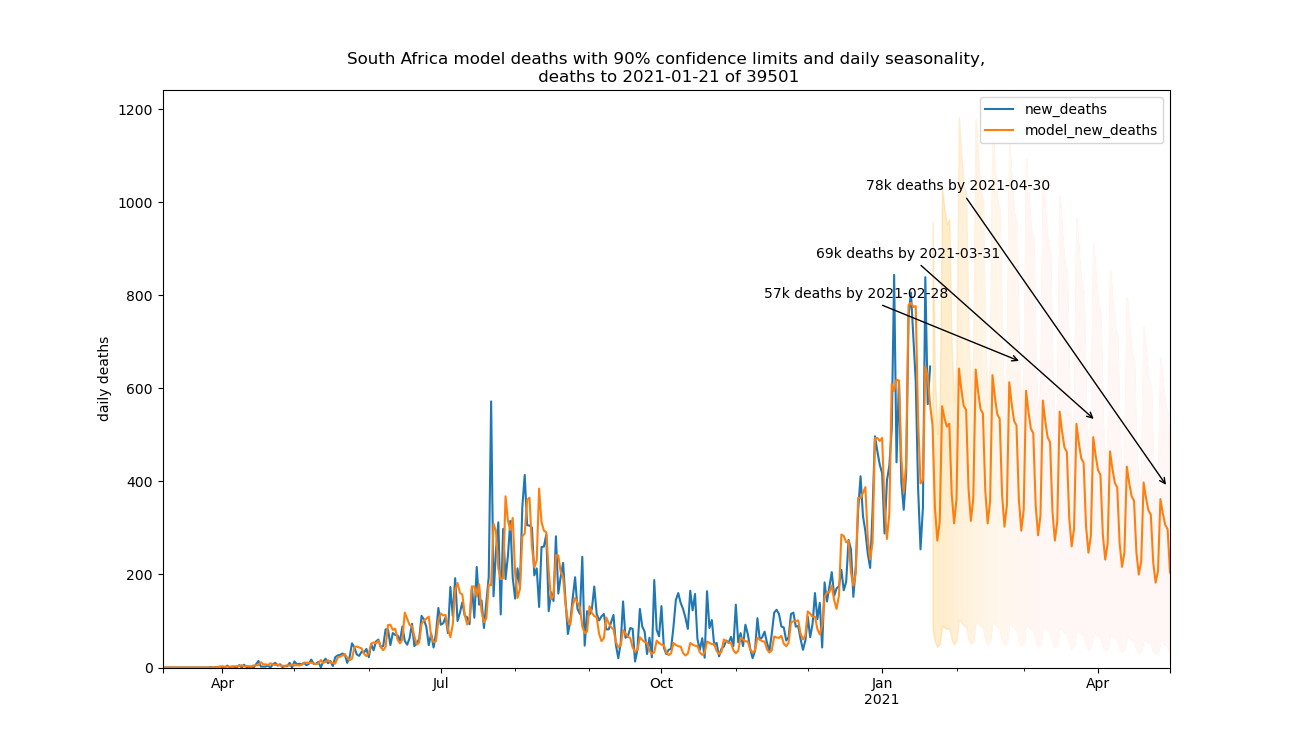 South Africa model deaths with 90% confidence limits and daily seasonality,
deaths to 2021-01-21 of 39501
new_deaths
model_new_deaths
78k deaths by 2021-04-30
69k deaths by 2021-03-31
57k deaths by 2021-02-28
daily deaths
1200
1000
800
600
400
200
0
Apr
Jul
Oct
Jan
2021
Apr